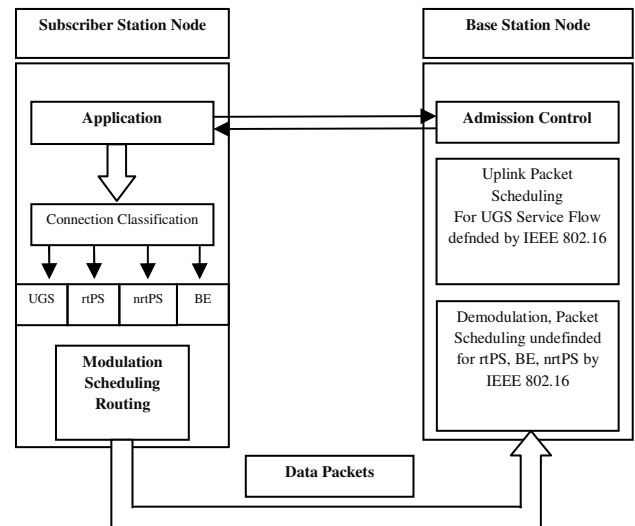 Subscriber Station Node
Base Station Node
Application
Admission Control
Connection Classification
UGS
rtPS
nrtPS
BE
Modulation
Scheduling
Routing
Uplink Packet
Scheduling
For UGS Service Flow
defnded by IEEE 802.16
Demodulation, Packet
Scheduling undefinded
for rtPS, BE, nrtPS by
IEEE 802.16
Data Packets